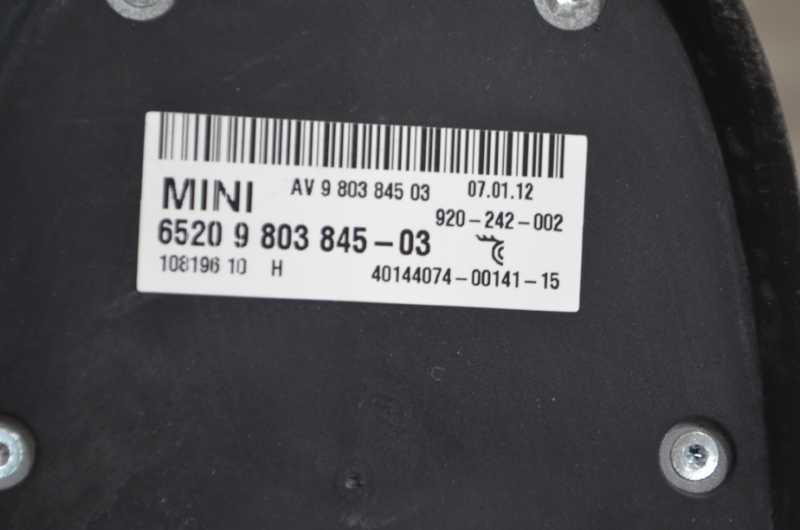 AV 9 803 845 03 07.01.12
MINI 920-242-002
6520 9 803 845-03
108196 10 H 40144074-00141-15